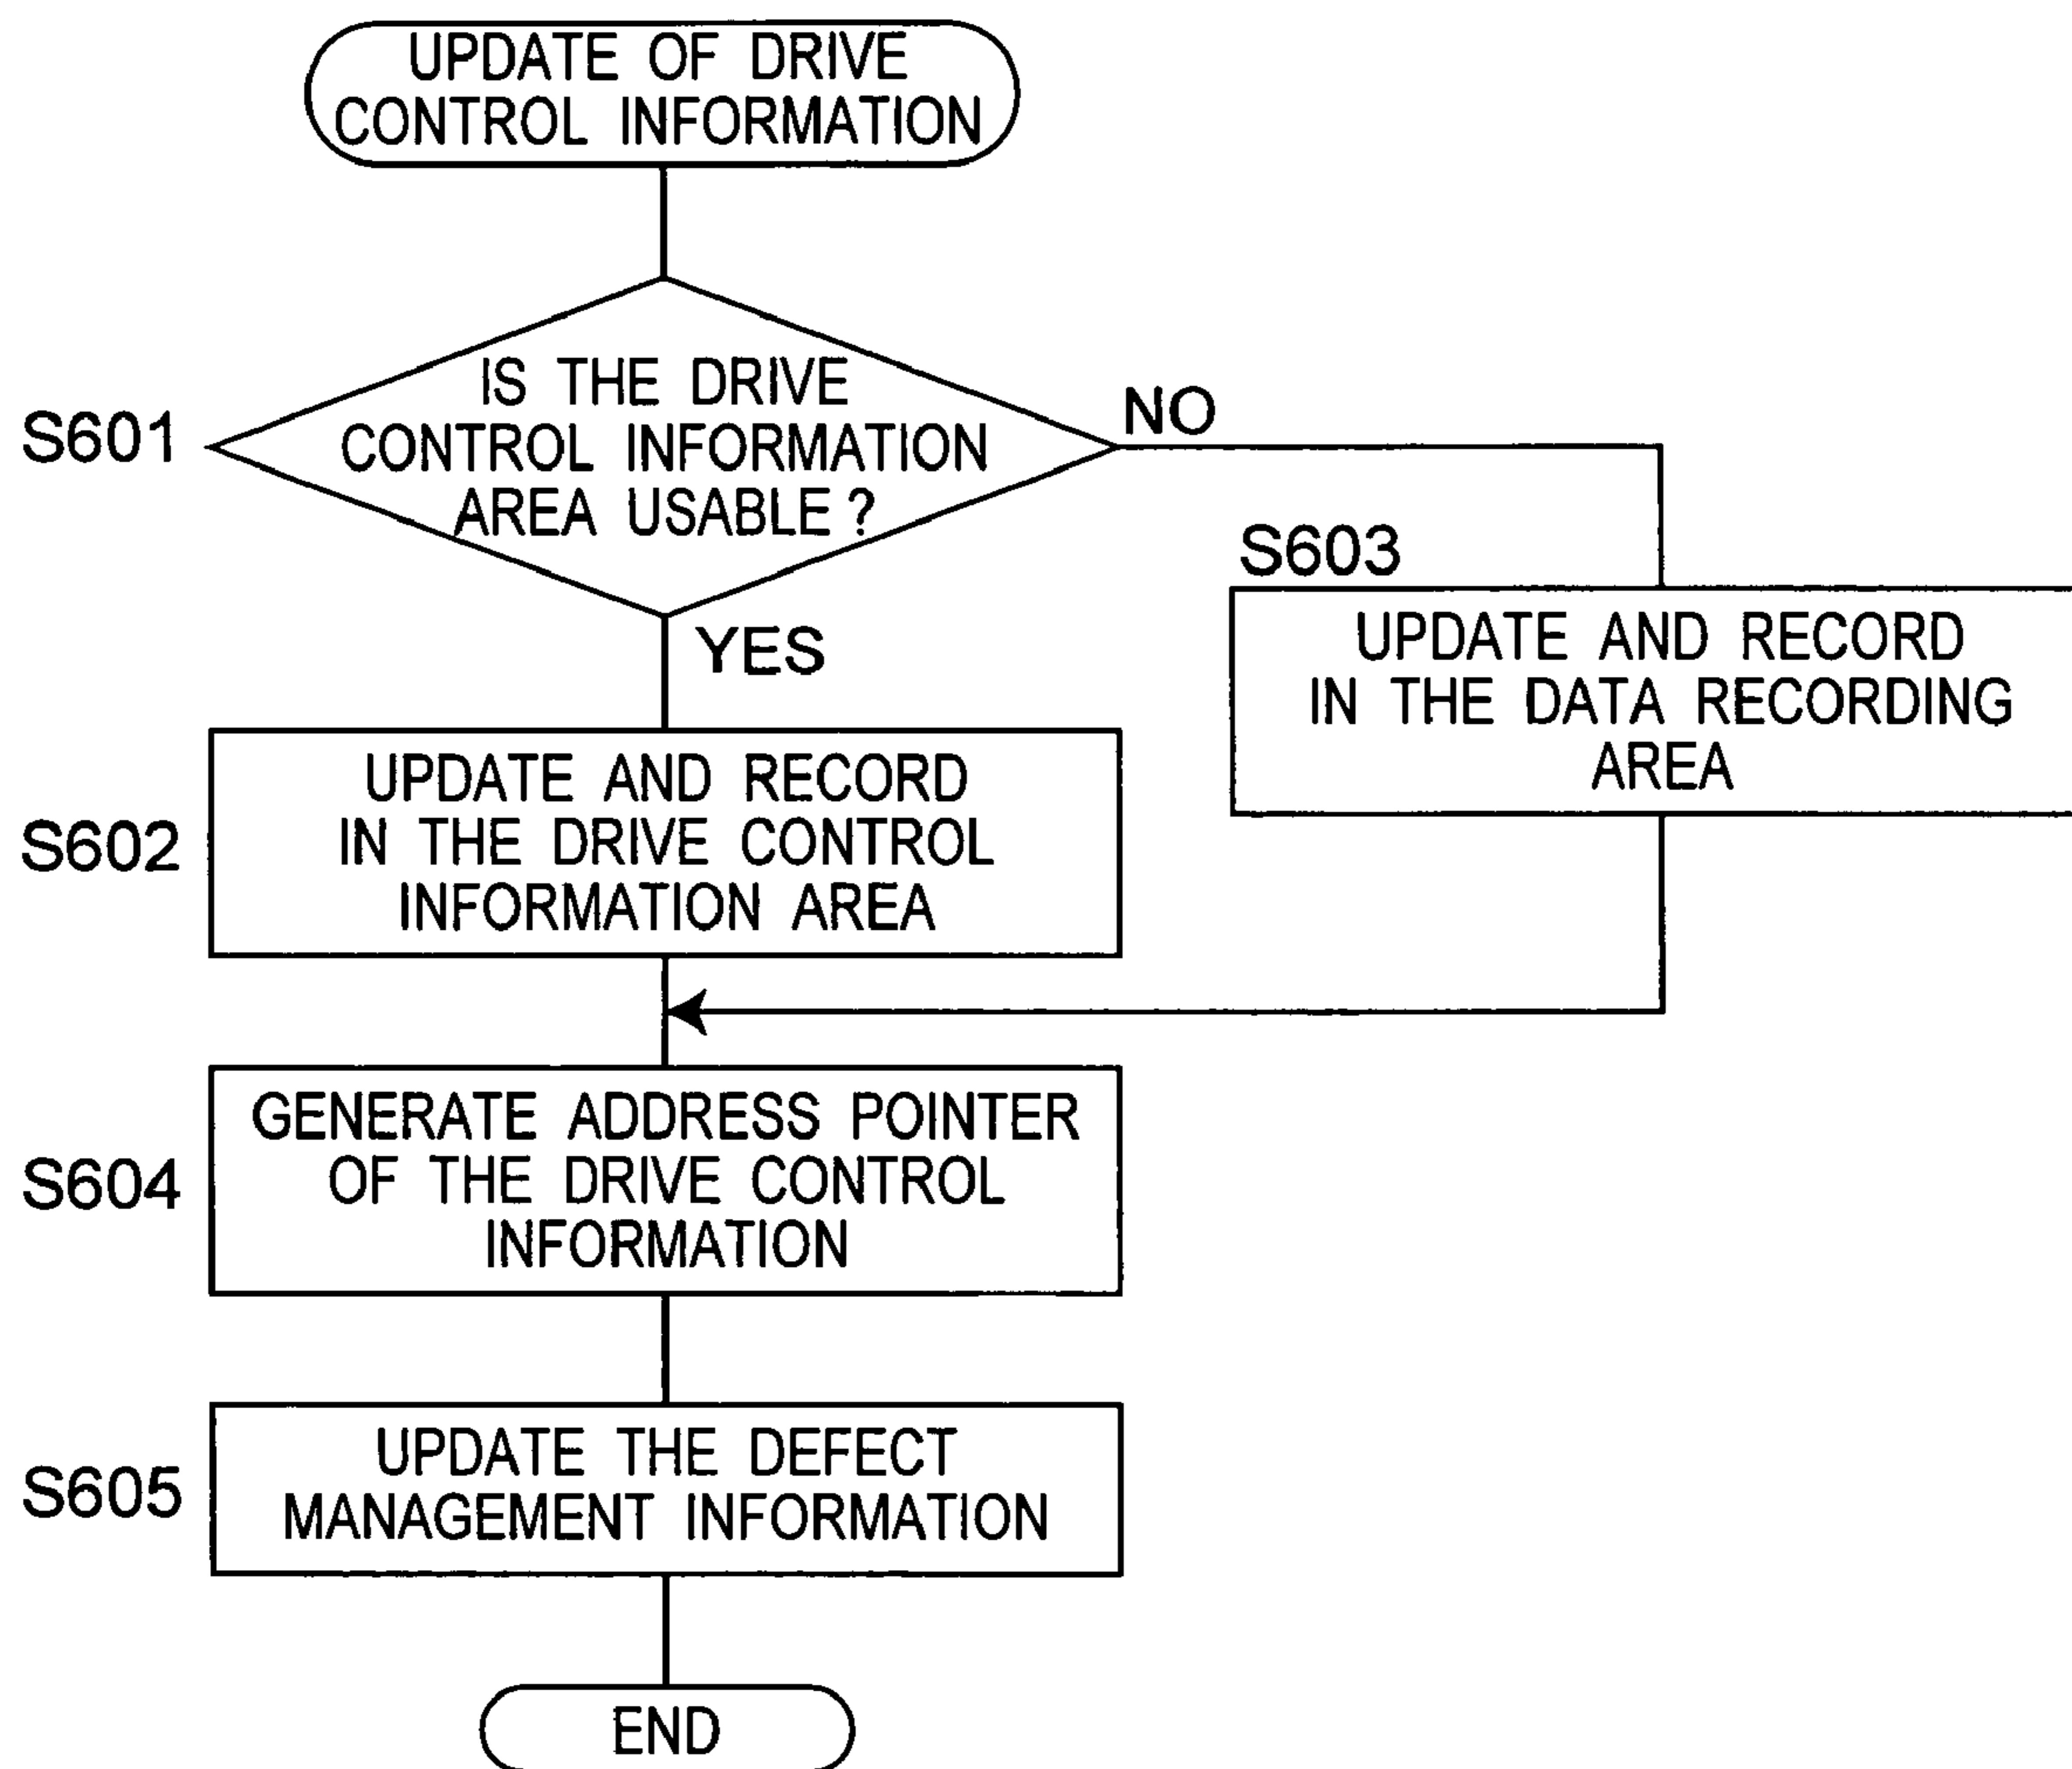 UPDATE OF DRIVE
CONTROL INFORMATION
S601
IS THE DRIVE
CONTROL INFORMATION
AREA USABLE ?
NO
YES
S603
UPDATE AND RECORD
IN THE DATA RECORDING
AREA
S602
UPDATE AND RECORD
IN THE DRIVE CONTROL
INFORMATION AREA
S604
GENERATE ADDRESS POINTER
OF THE DRIVE CONTROL
INFORMATION
S605
UPDATE THE DEFECT
MANAGEMENT INFORMATION
END